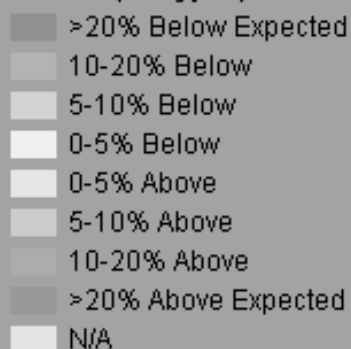 >20% Below Expected
10-20% Below
5-10% Below
0-5% Below
0-5% Above
5-10% Above
10-20% Above
>20% Above Expected
N/A